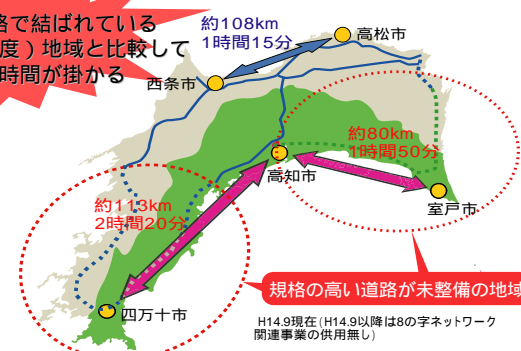 格で結ばれている
度）地域と比較して
時間が掛かる
約108km
1時間15分
高松市
西条市
約80km
1時間50分
高知市
室戸市
約113km
2時間20分
四万十市
規格の高い道路が未整備の地域
H14.9現在(H14.9以降は8の字ネットワーク
関連事業の供用無し)